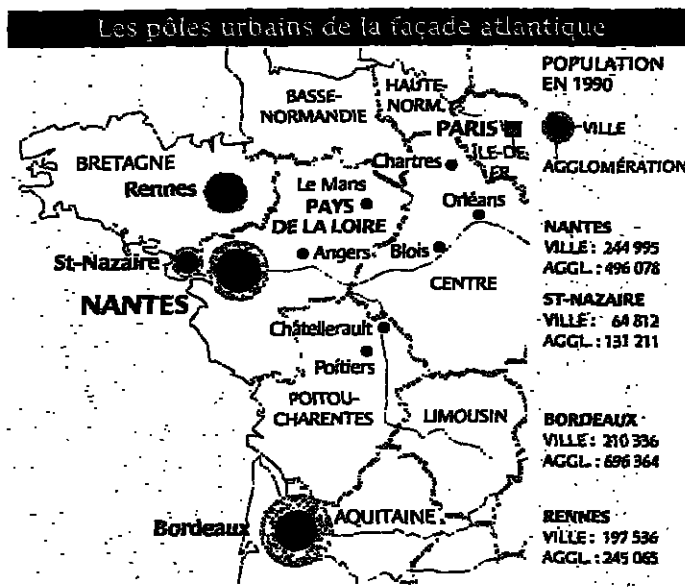 Les pôles urbains de la façade atlantique
POPULATION
EN 1990
VILLE
AGGLOMÉRATION
BASSE-
NORMANDIE
HAUTE-
NORM.
PARIS
ÎLE-DE
FR
BRETAGNE
Rennes
Chartres
Le Mans
PAYS
DE LA LOIRE
Orléans
St-Nazaire
Angers
Blois
NANTES
CENTRE
Châtellerault
Poitiers
POITOU-
CHARENTES
LIMOUSIN
Bordeaux
AQUITAINE
NANTES
VILLE : 244 995
AGGL. : 496 078
ST-NAZAIRE
VILLE : 64 812
AGGL. : 131 211
BORDEAUX
VILLE : 210 336
AGGL. : 696 364
RENNES
VILLE : 197 536
AGGL. : 245 065